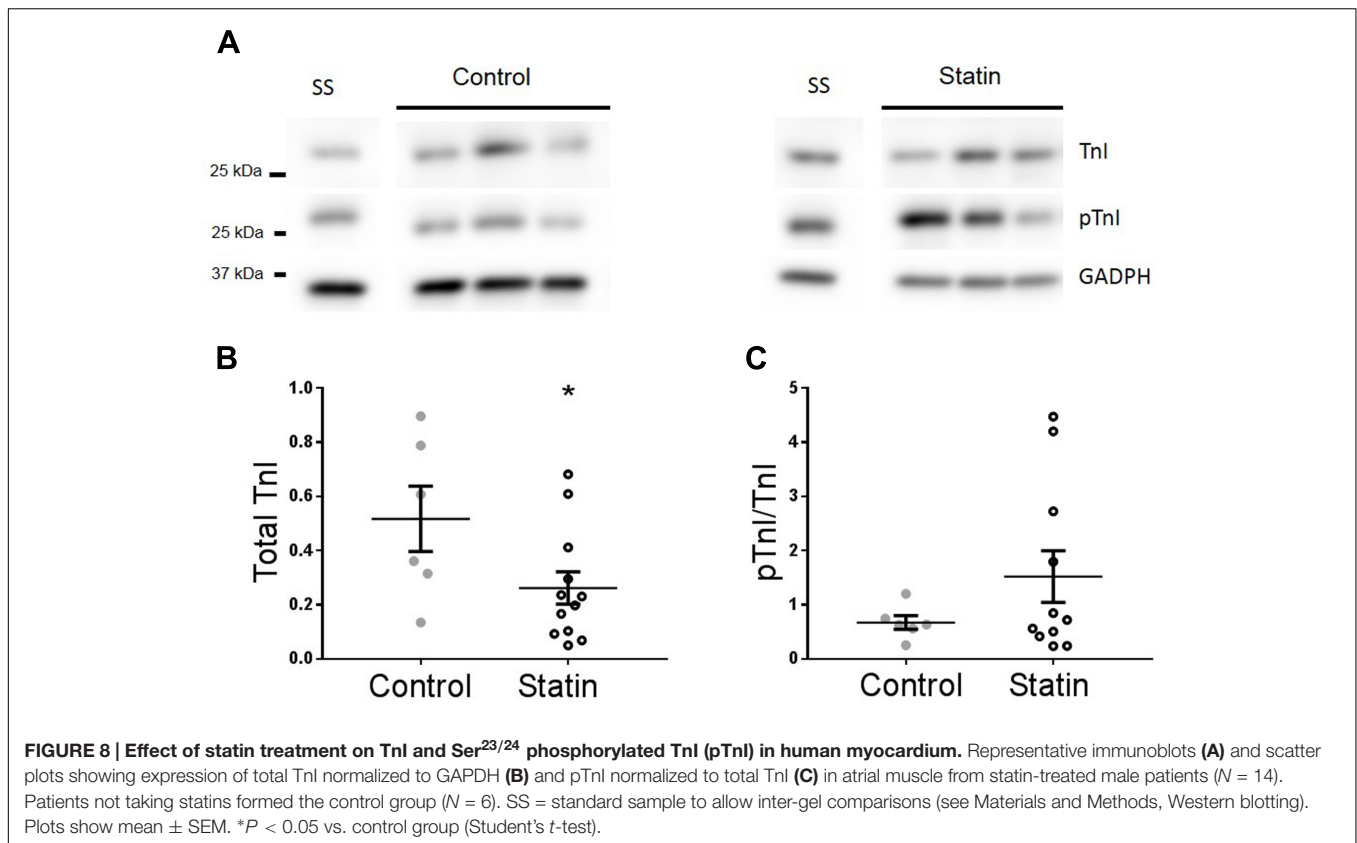 A
SS Control SS Statin
25 kDa TnI
25 kDa pTnI
37 kDa GADPH
B
1.0
0.8
0.6
0.4
0.2
0.0
Total TnI
*
Control Statin
C
5
4
3
2
1
0
pTnI/TnI
Control Statin
FIGURE 8 | Effect of statin treatment on TnI and Ser23/24 phosphorylated TnI (pTnI) in human myocardium. Representative immunoblots (A) and scatter
plots showing expression of total TnI normalized to GAPDH (B) and pTnI normalized to total TnI (C) in atrial muscle from statin-treated male patients (N = 14).
Patients not taking statins formed the control group (N = 6). SS = standard sample to allow inter-gel comparisons (see Materials and Methods, Western blotting).
Plots show mean ± SEM. *P < 0.05 vs. control group (Student's t-test).